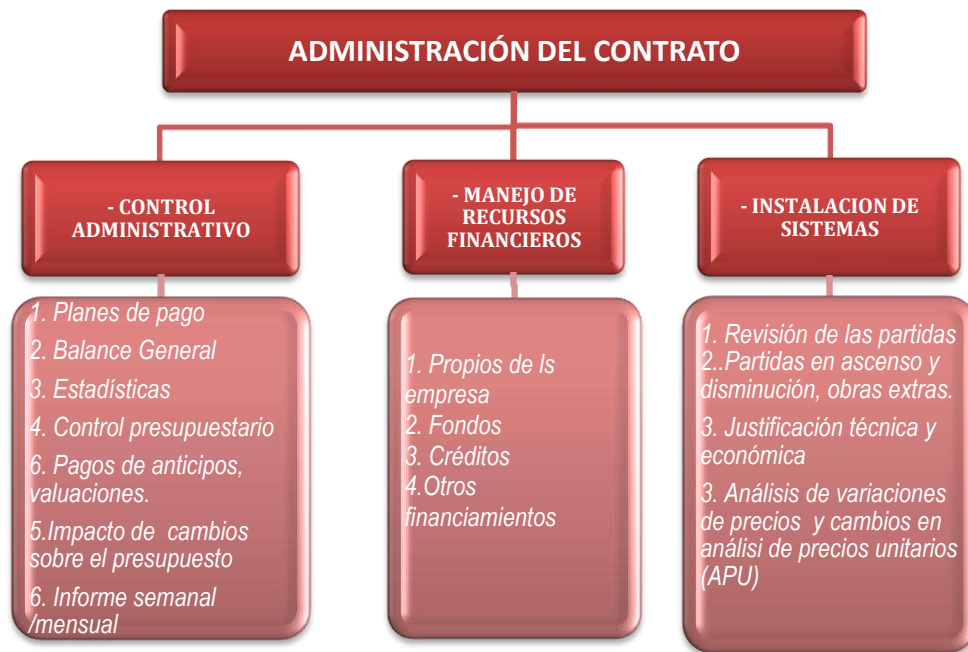 ADMINISTRACIÓN DEL CONTRATO
- CONTROL
ADMINISTRATIVO
1. Planes de pago
2. Balance General
3. Estadísticas
4. Control presupuestario
6. Pagos de anticipos,
valuaciones.
5.Impacto de cambios
sobre el presupuesto
6. Informe semanal
/mensual
- MANEJO DE
RECURSOS
FINANCIEROS
1. Propios de ls
empresa
2. Fondos
3. Créditos
4.Otros
financiamientos
- INSTALACION DE
SISTEMAS
1. Revisión de las partidas
2..Partidas en ascenso y
disminución, obras extras.
3. Justificación técnica y
económica
3. Análisis de variaciones
de precios y cambios en
análisi de precios unitarios
(APU)